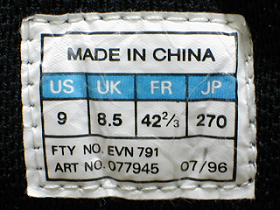 MADE IN CHINA
US UK FR JP
9 8.5 42⅔ 270
FTY NO. EVN 791
ART NO. 077945 07/96